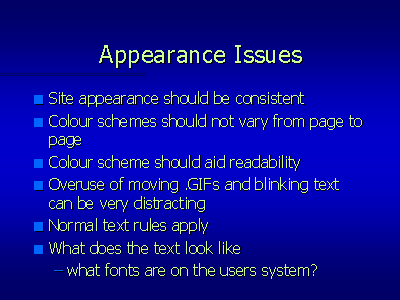 Appearance Issues
Site appearance should be consistent
Colour schemes should not vary from page to
page
Colour scheme should aid readability
Overuse of moving .GIFs and blinking text
can be very distracting
Normal text rules apply
What does the text look like
– what fonts are on the users system?